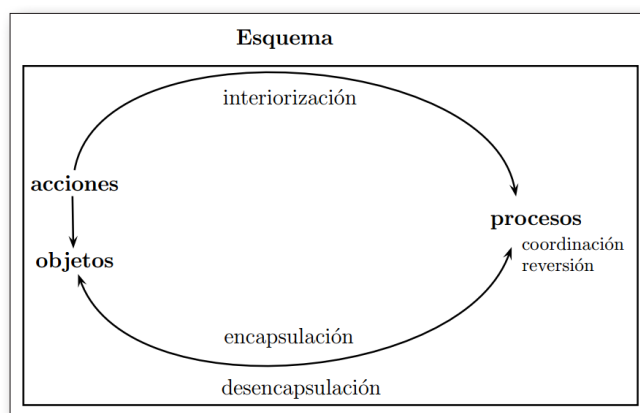 Esquema
interiorización
acciones
procesos
coordinación
objetos
reversión
encapsulación
desencapsulación